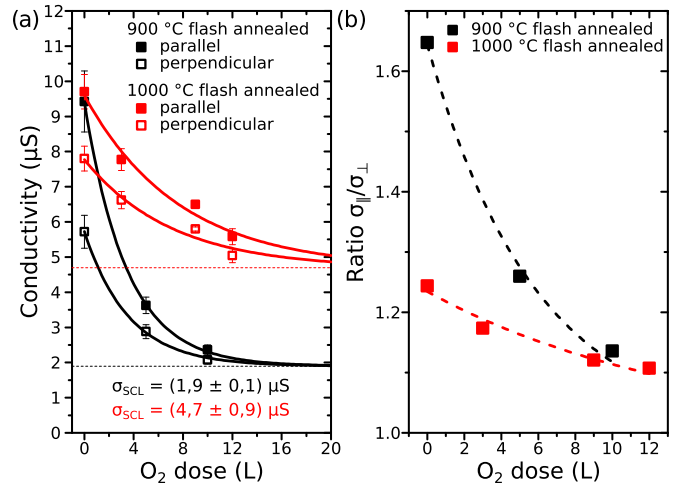 (a)
900 °C flash annealed
parallel
perpendicular
1000 °C flash annealed
parallel
perpendicular
σSCL = (1,9 ± 0,1) µS
σSCL = (4,7 ± 0,9) µS
Conductivity (µS)
12
11
10
9
8
7
6
5
4
3
2
1
0
0 4 8 12 16 20
O2 dose (L)
(b)
900 °C flash annealed
1000 °C flash annealed
Ratio σ∥/σ⊥
1.6
1.4
1.2
1.0
0 2 4 6 8 10 12
O2 dose (L)